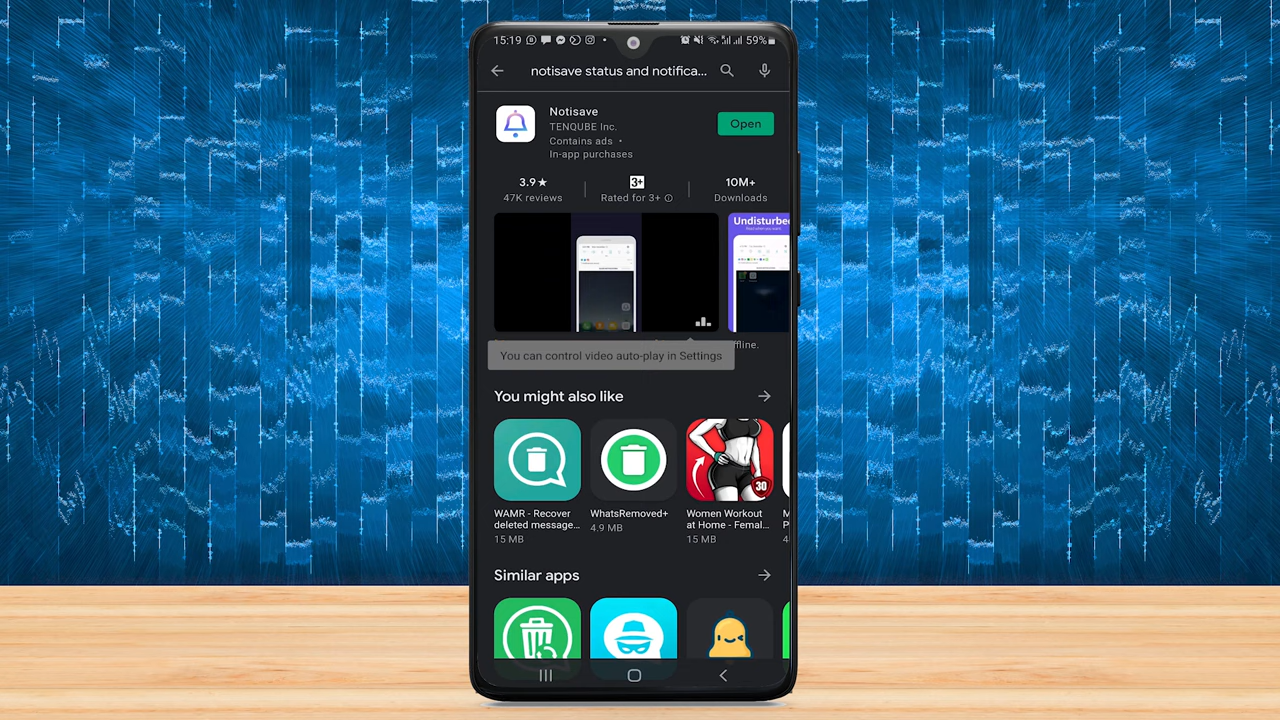 15:19
59%
notisave status and notifica...
Notisave
TENQUBE Inc.
Contains ads •
In-app purchases
Open
3.9★
47K reviews
3+
Rated for 3+
10M+
Downloads
Undisturbe
ffline.
You can control video auto-play in Settings
You might also like
WAMR - Recover
deleted message...
15 MB
WhatsRemoved+
4.9 MB
30
Women Workout
at Home - Femal...
15 MB
M
P
4
Similar apps